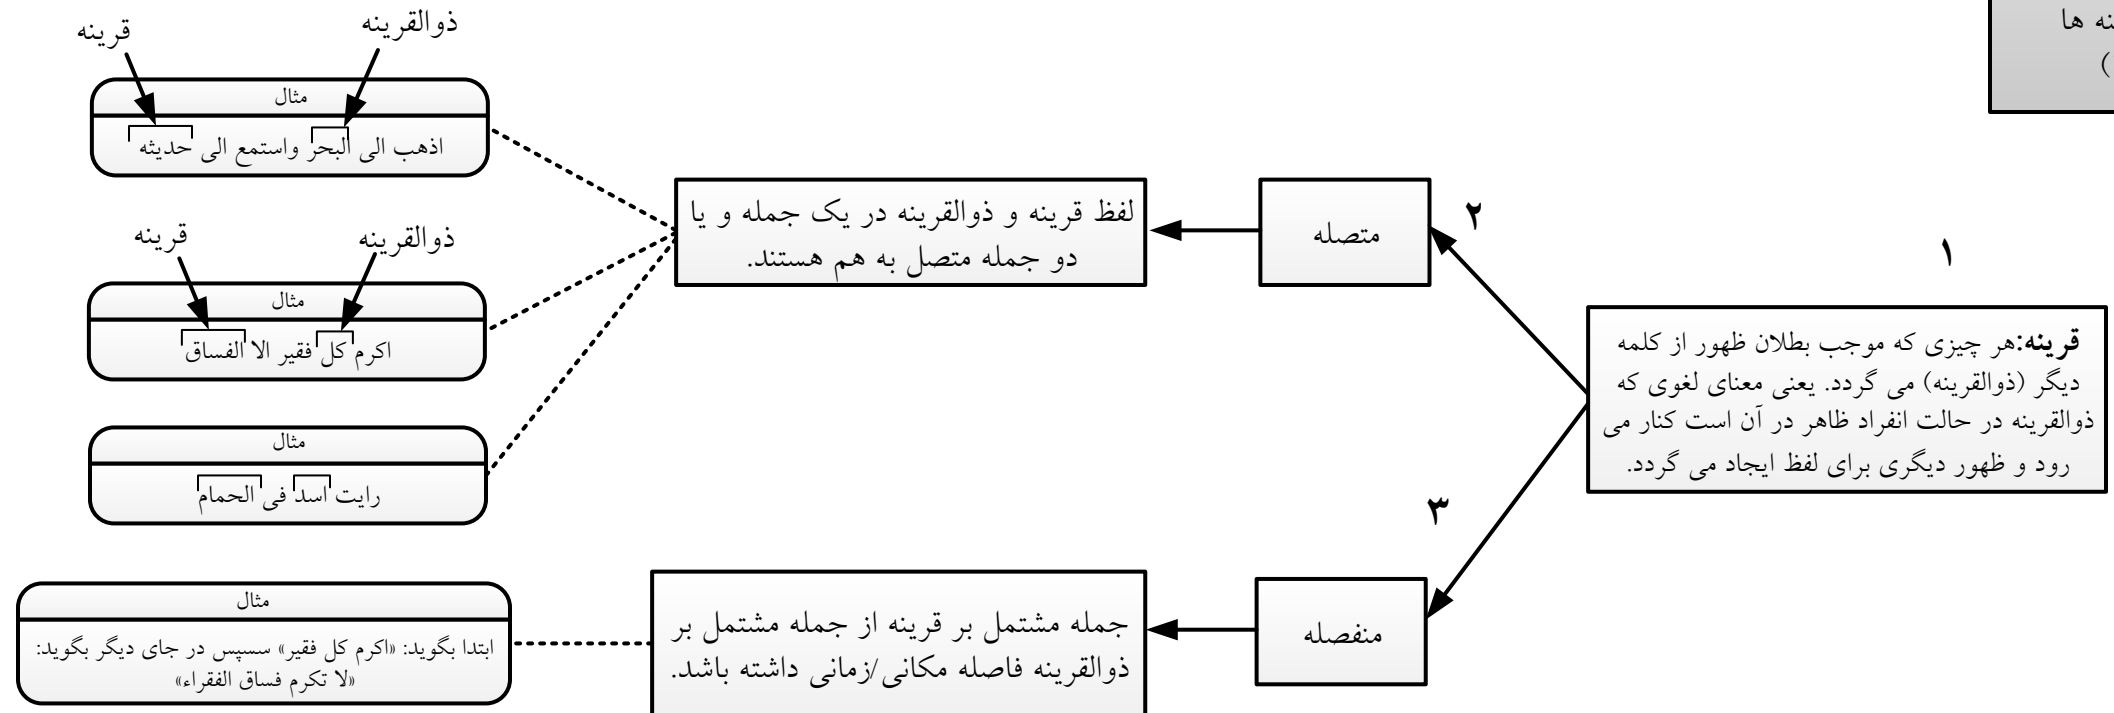 نه ها
(
۱
قرینه:هر چیزی که موجب بطلان ظهور از کلمه
دیگر (ذوالقرینه) می گردد. یعنی معنای لغوی که
ذوالقرینه در حالت انفراد ظاهر در آن است کنار می
رود و ظهور دیگری برای لفظ ایجاد می گردد.
۲
متصله
لفظ قرینه و ذوالقرینه در یک جمله و یا
دو جمله متصل به هم هستند.
ذوالقرینه
قرینه
مثال
اذهب الی البحر واستمع الی حدیثه
ذوالقرینه
قرینه
مثال
اکرم کل فقیر الا الفساق
مثال
رایت اسد فی الحمام
۳
منفصله
جمله مشتمل بر قرینه از جمله مشتمل بر
ذوالقرینه فاصله مکانی/زمانی داشته باشد.
مثال
ابتدا بگوید: «اکرم کل فقیر» سسپس در جای دیگر بگوید:
«لا تکرم فساق الفقراء»